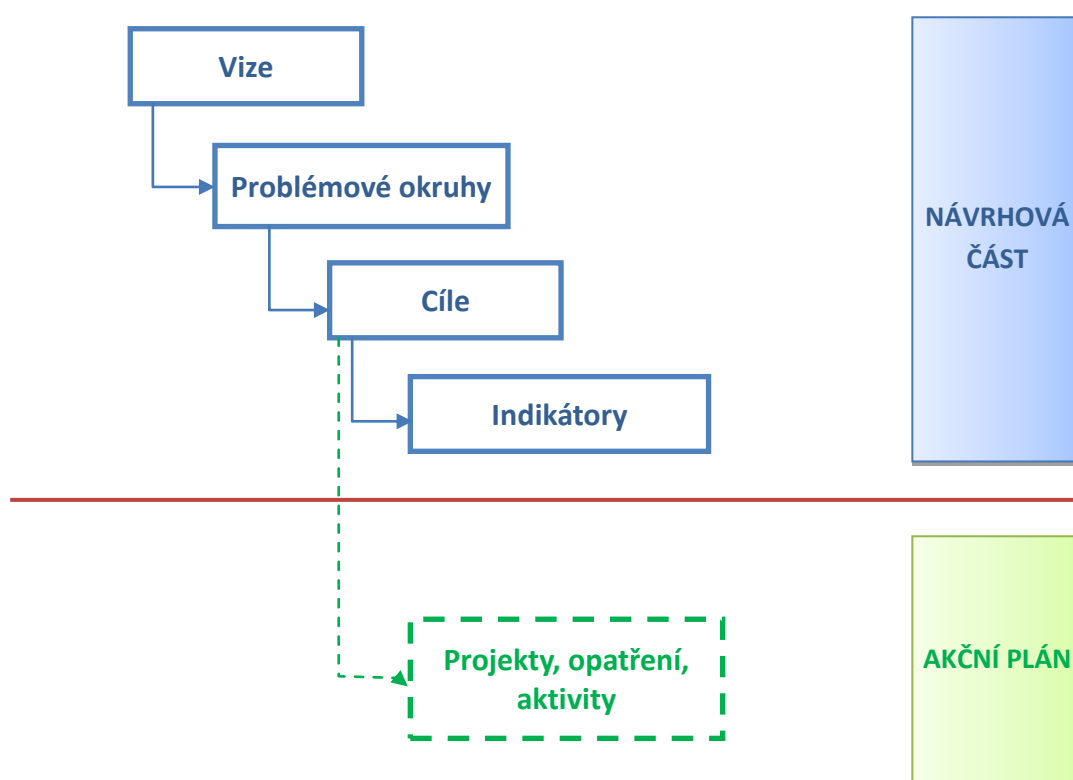 Vize
Problémové okruhy
Cíle
Indikátory
NÁVRHOVÁ
ČÁST
Projekty, opatření,
aktivity
AKČNÍ PLÁN